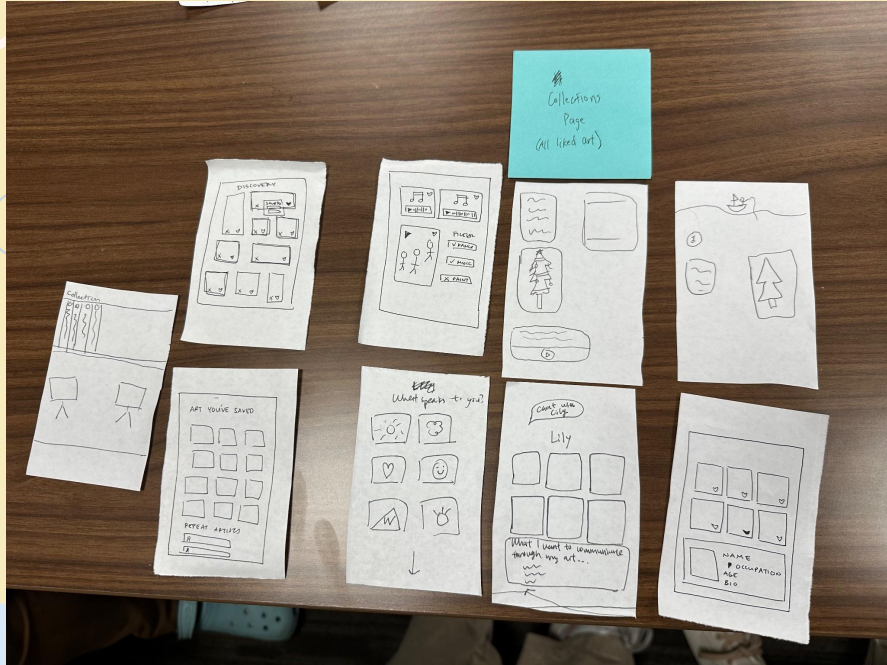 Collections
Page
(All liked art)
DISCOVERY
FILTER
✓ DANCE
✓ MUSIC
X PAINT
Collection
ART YOU'VE SAVED
REPEAT ARTISTS
What speaks to you?
Chat with
Lily
Lily
What I want to communicate
through my art...
NAME
OCCUPATION
AGE
BIO